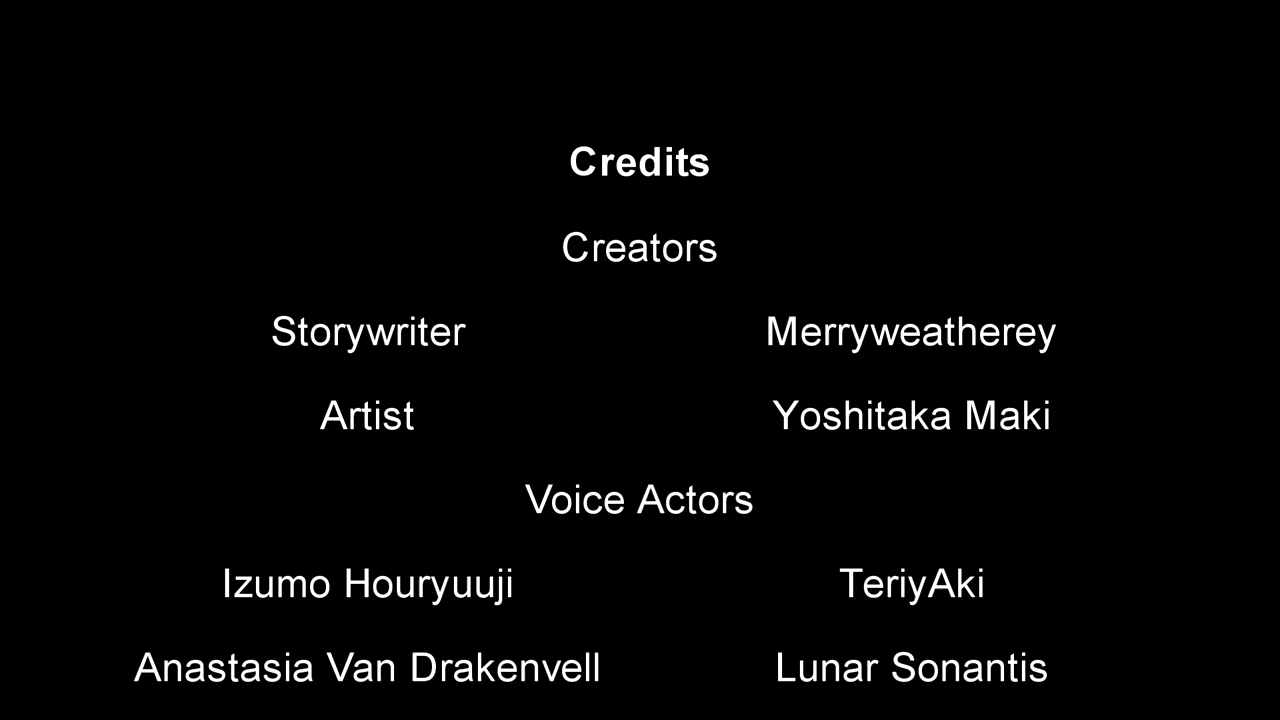 Credits
Creators
Storywriter Merryweatherey
Artist Yoshitaka Maki
Voice Actors
Izumo Houryuuji TeriyAki
Anastasia Van Drakenvell Lunar Sonantis